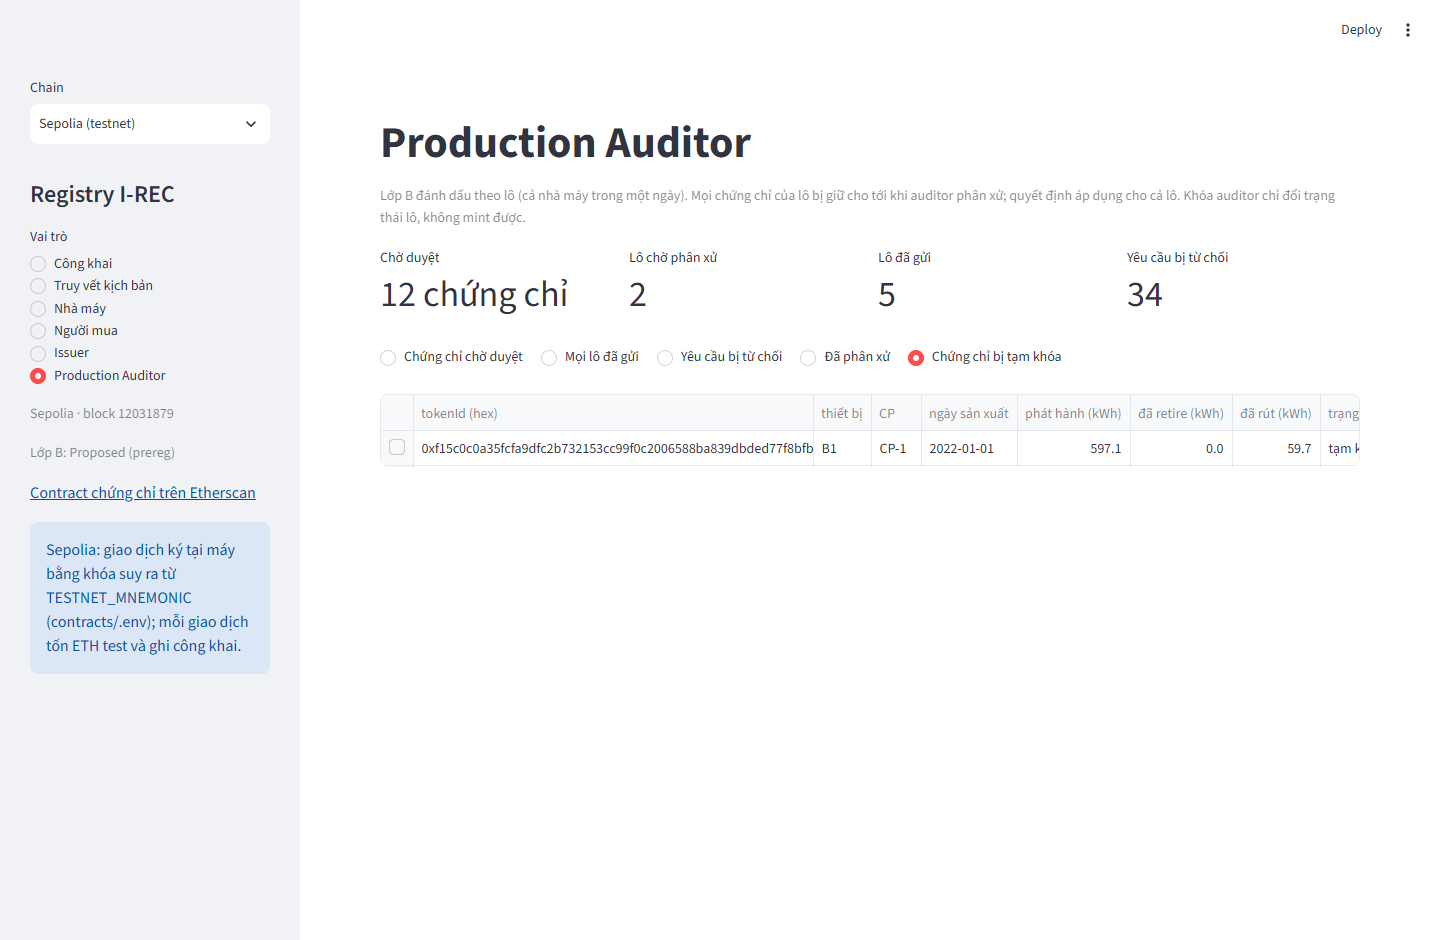 Deploy
Chain
Sepolia (testnet)
Registry I-REC
Vai trò
Công khai
Truy vết kịch bản
Nhà máy
Người mua
Issuer
Production Auditor
Sepolia · block 12031879
Lớp B: Proposed (prereg)
Contract chứng chỉ trên Etherscan
Sepolia: giao dịch ký tại máy
bằng khóa suy ra từ
TESTNET_MNEMONIC
(contracts/.env); mỗi giao dịch
tốn ETH test và ghi công khai.
Production Auditor
Lớp B đánh dấu theo lô (cả nhà máy trong một ngày). Mọi chứng chỉ của lô bị giữ cho tới khi auditor phân xử; quyết định áp dụng cho cả lô. Khóa auditor chỉ đổi trạng
thái lô, không mint được.
Chờ duyệt Lô chờ phân xử Lô đã gửi Yêu cầu bị từ chối
12 chứng chỉ 2 5 34
Chứng chỉ chờ duyệt Mọi lô đã gửi Yêu cầu bị từ chối Đã phân xử Chứng chỉ bị tạm khóa
tokenId (hex) thiết bị CP ngày sản xuất phát hành (kWh) đã retire (kWh) đã rút (kWh) trạng
0xf15c0c0a35fcfa9dfc2b732153cc99f0c2006588ba839dbded77f8bfb B1 CP-1 2022-01-01 597.1 0.0 59.7 tạm k